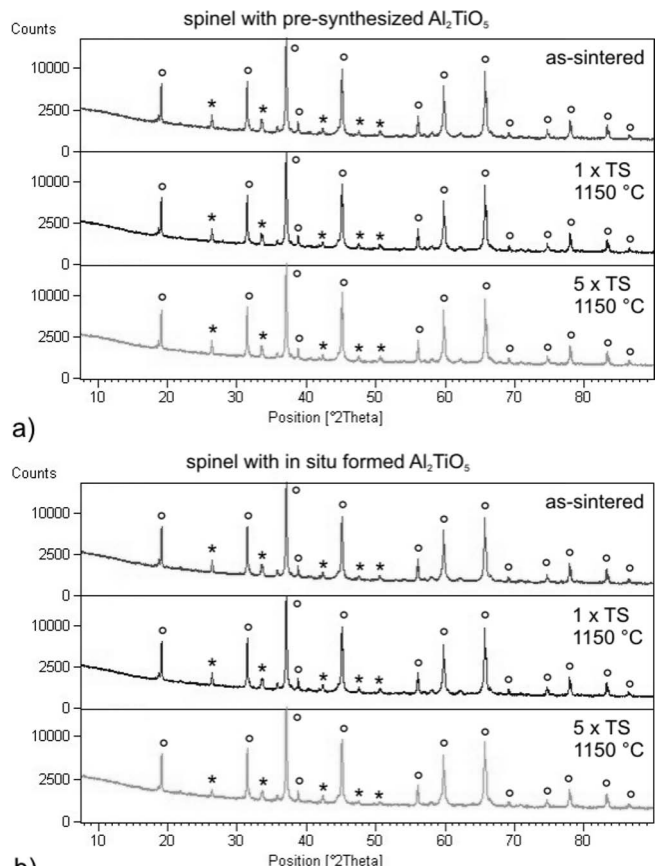 spinel with pre-synthesized Al₂TiO₅
Counts
as-sintered
10000
2500
0
1 x TS
1150 °C
10000
2500
0
5 x TS
1150 °C
10000
2500
0
10 20 30 40 50 60 70 80
Position [°2Theta]
a)
spinel with in situ formed Al₂TiO₅
Counts
as-sintered
10000
2500
0
1 x TS
1150 °C
10000
2500
0
5 x TS
1150 °C
10000
2500
0
10 20 30 40 50 60 70 80
Position [°2Theta]
b)